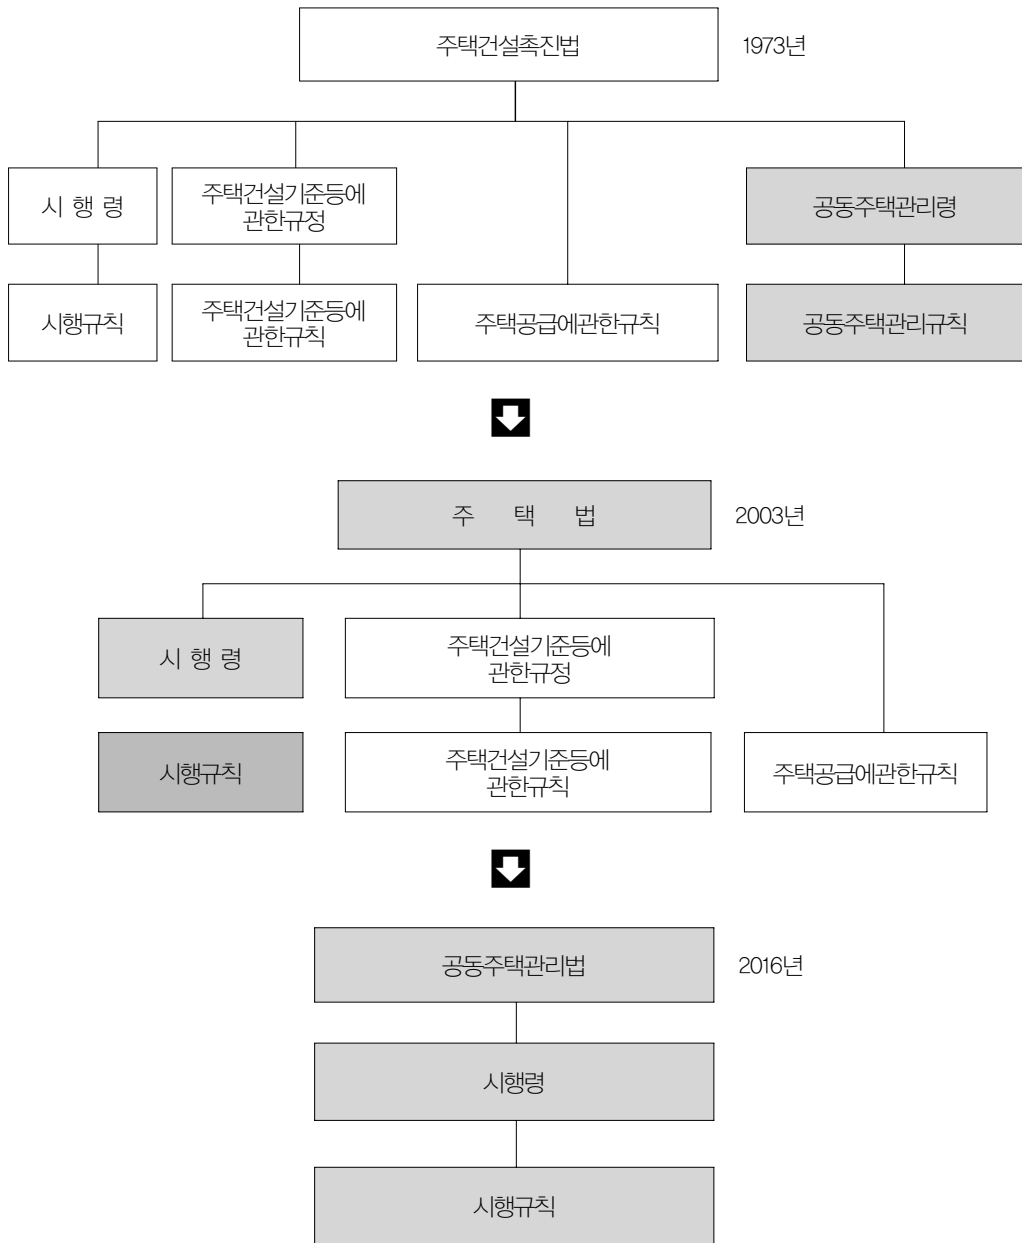 주택건설촉진법 1973년
시 행 령
주택건설기준등에
관한규정
공동주택관리령
시행규칙
주택건설기준등에
관한규칙
주택공급에관한규칙
공동주택관리규칙
주 택 법 2003년
시 행 령
주택건설기준등에
관한규정
시행규칙
주택건설기준등에
관한규칙
주택공급에관한규칙
공동주택관리법 2016년
시행령
시행규칙